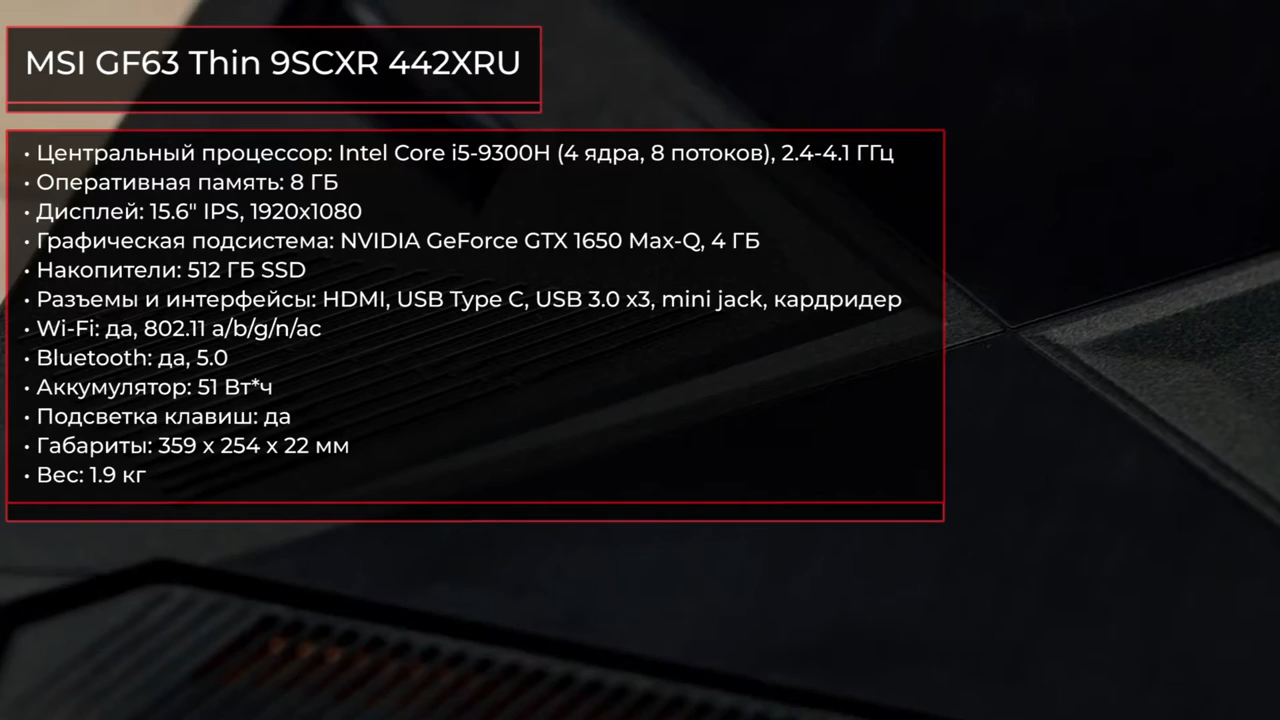 MSI GF63 Thin 9SCXR 442XRU
• Центральный процессор: Intel Core i5-9300H (4 ядра, 8 потоков), 2.4-4.1 ГГц
• Оперативная память: 8 ГБ
• Дисплей: 15.6" IPS, 1920x1080
• Графическая подсистема: NVIDIA GeForce GTX 1650 Max-Q, 4 ГБ
• Накопители: 512 ГБ SSD
• Разъемы и интерфейсы: HDMI, USB Type C, USB 3.0 x3, mini jack, кардридер
• Wi-Fi: да, 802.11 a/b/g/n/ac
• Bluetooth: да, 5.0
• Аккумулятор: 51 Вт*ч
• Подсветка клавиш: да
• Габариты: 359 x 254 x 22 мм
• Вес: 1.9 кг